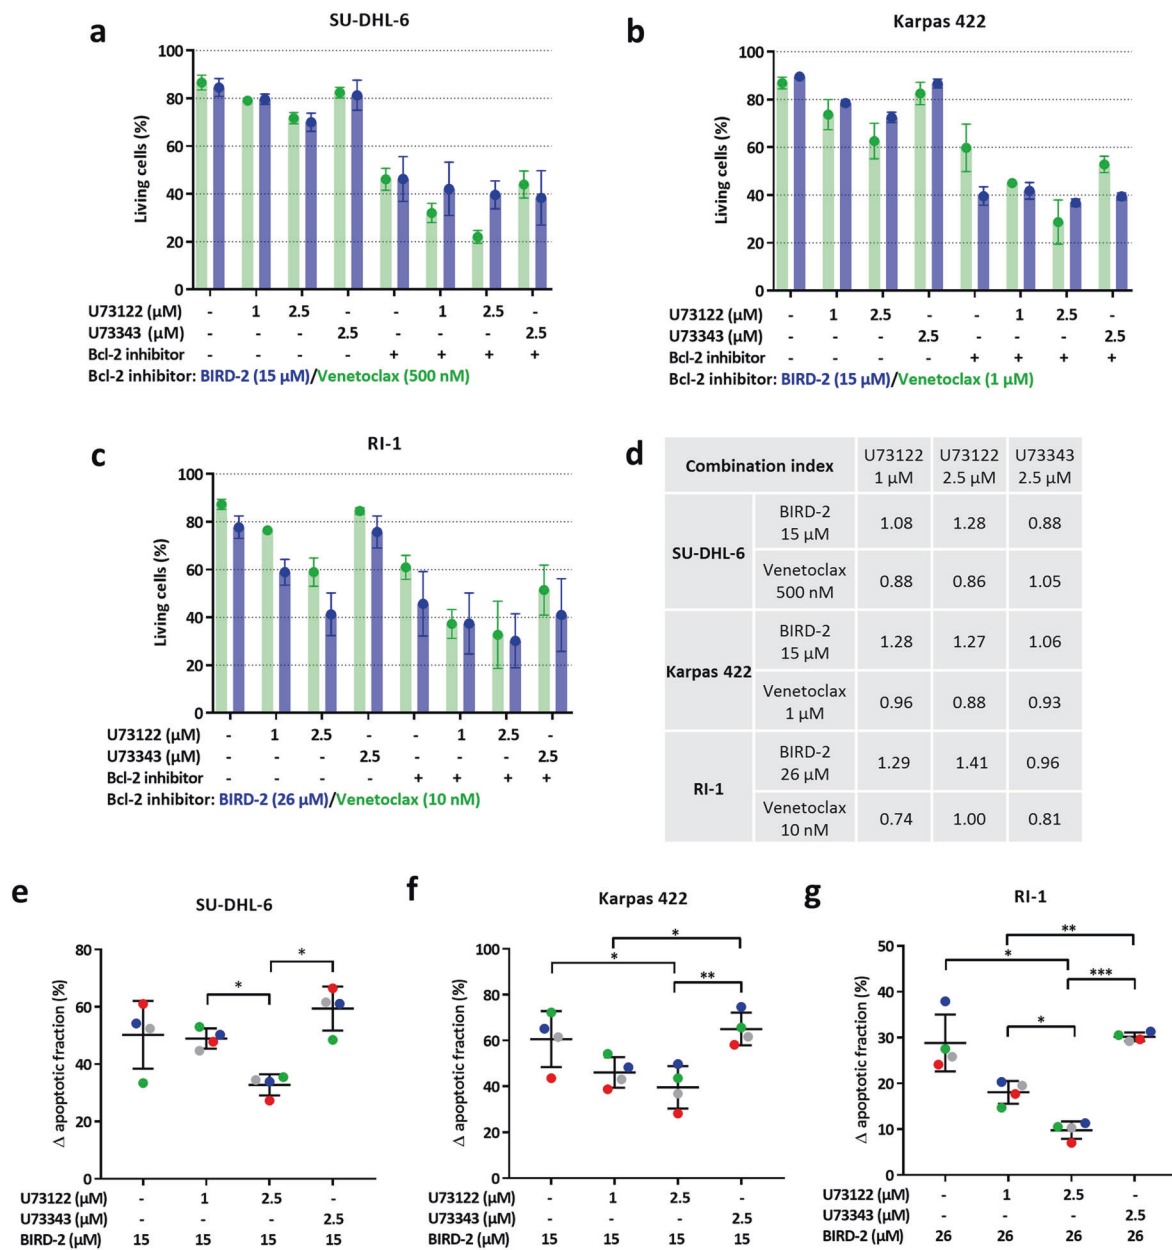 a
SU-DHL-6
Living cells (%)
100
80
60
40
20
0
U73122 (μM) - 1 2.5 - - 1 2.5 -
U73343 (μM) - - - 2.5 - - - 2.5
Bcl-2 inhibitor - - - - + + + +
Bcl-2 inhibitor: BIRD-2 (15 μM)/Venetoclax (500 nM)
b
Karpas 422
Living cells (%)
100
80
60
40
20
0
U73122 (μM) - 1 2.5 - - 1 2.5 -
U73343 (μM) - - - 2.5 - - - 2.5
Bcl-2 inhibitor - - - - + + + +
Bcl-2 inhibitor: BIRD-2 (15 μM)/Venetoclax (1 μM)
c
RI-1
Living cells (%)
100
80
60
40
20
0
U73122 (μM) - 1 2.5 - - 1 2.5 -
U73343 (μM) - - - 2.5 - - - 2.5
Bcl-2 inhibitor - - - - + + + +
Bcl-2 inhibitor: BIRD-2 (26 μM)/Venetoclax (10 nM)
d
Combination index
U73122 U73122 U73343
1 μM 2.5 μM 2.5 μM
SU-DHL-6
BIRD-2
15 μM
1.08 1.28 0.88
Venetoclax
500 nM
0.88 0.86 1.05
Karpas 422
BIRD-2
15 μM
1.28 1.27 1.06
Venetoclax
1 μM
0.96 0.88 0.93
RI-1
BIRD-2
26 μM
1.29 1.41 0.96
Venetoclax
10 nM
0.74 1.00 0.81
e
SU-DHL-6
Δ apoptotic fraction (%)
80
60
40
20
0
* *
U73122 (μM) - 1 2.5 -
U73343 (μM) - - - 2.5
BIRD-2 (μM) 15 15 15 15
f
Karpas 422
Δ apoptotic fraction (%)
100
80
60
40
20
0
*
*
**
U73122 (μM) - 1 2.5 -
U73343 (μM) - - - 2.5
BIRD-2 (μM) 15 15 15 15
g
RI-1
Δ apoptotic fraction (%)
50
40
30
20
10
0
**
*
***
*
U73122 (μM) - 1 2.5 -
U73343 (μM) - - - 2.5
BIRD-2 (μM) 26 26 26 26